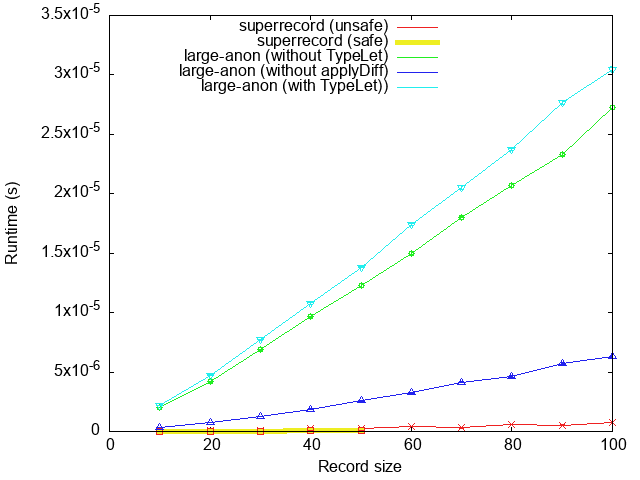 superrecord (unsafe)
superrecord (safe)
large-anon (without TypeLet)
large-anon (without applyDiff)
large-anon (with TypeLet))
3.5x10-5
3x10-5
2.5x10-5
2x10-5
1.5x10-5
1x10-5
5x10-6
0
Runtime (s)
0 20 40 60 80 100
Record size